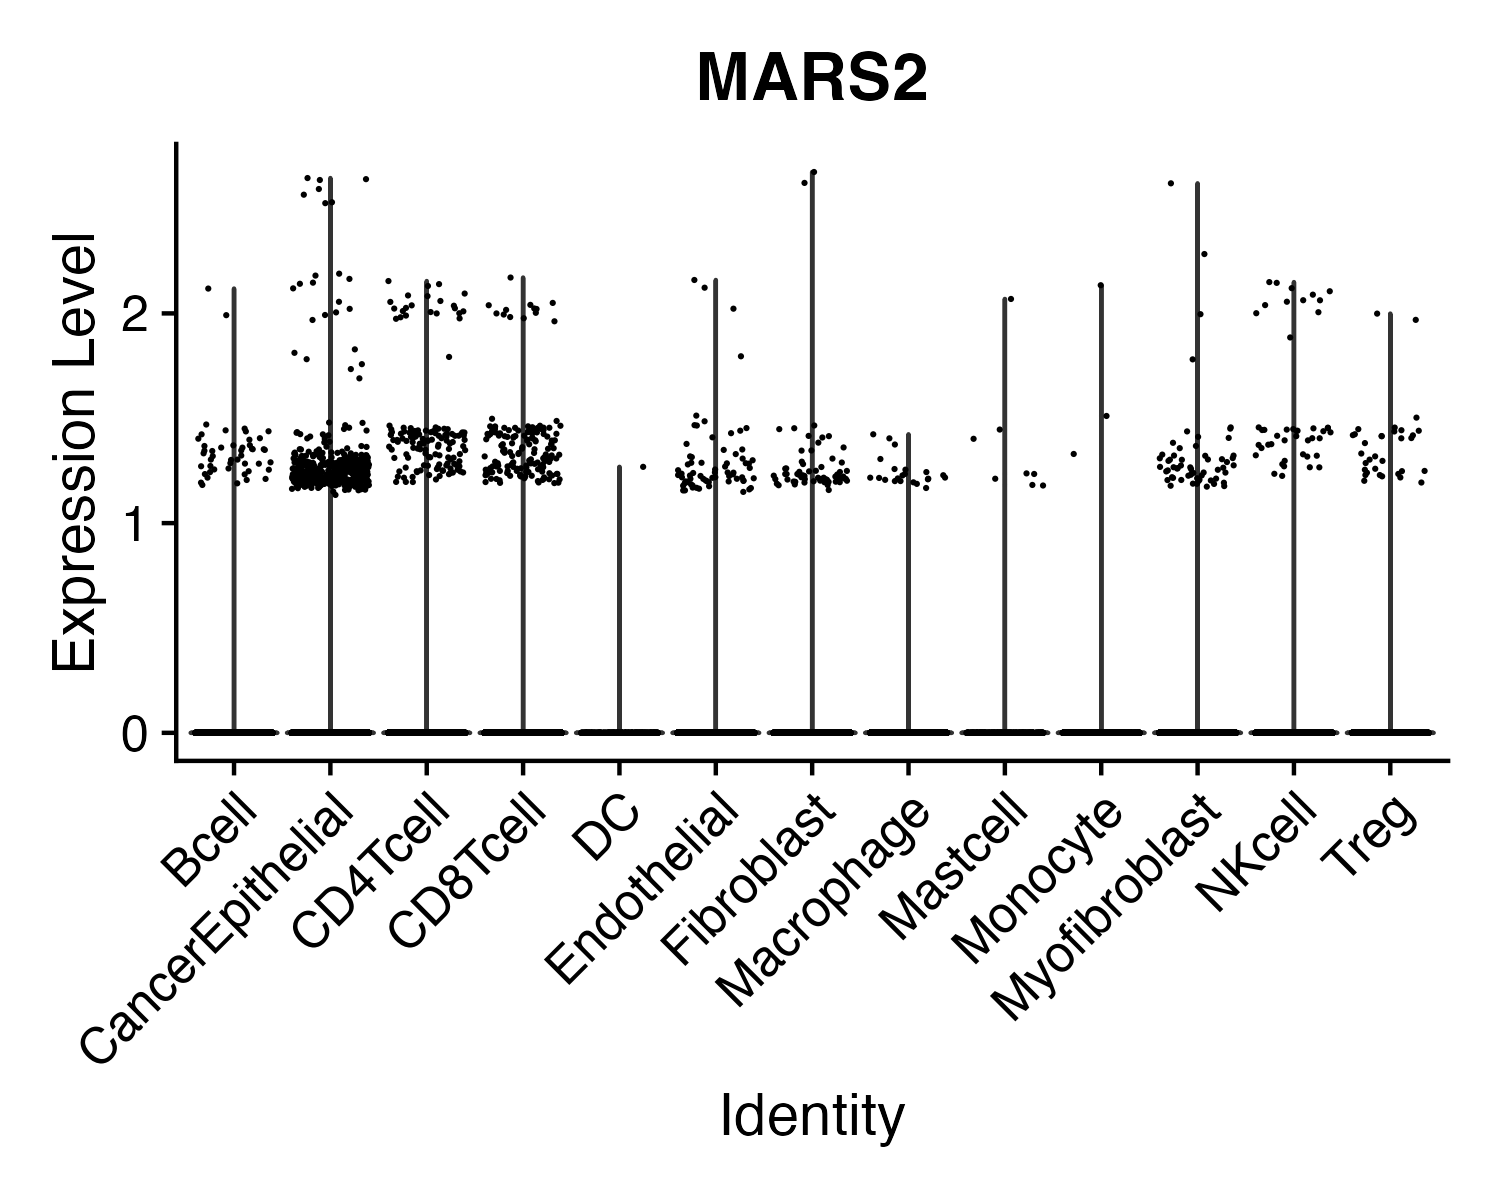 MARS2
Expression Level
2
1
0
Bcell
CancerEpithelial
CD4Tcell
CD8Tcell
DC
Endothelial
Fibroblast
Macrophage
Mastcell
Monocyte
Myofibroblast
NKcell
Treg
Identity